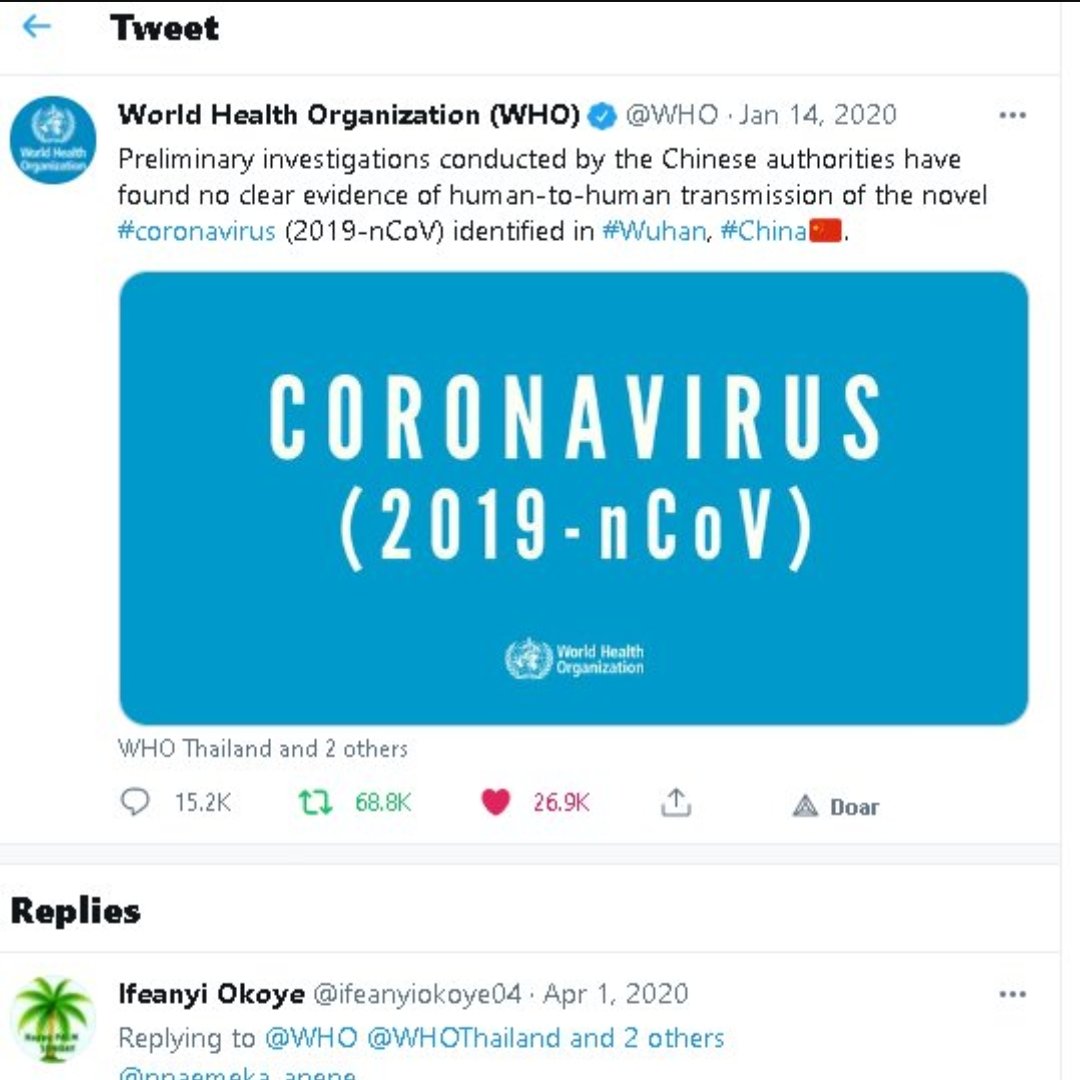 Tweet
World Health Organization (WHO) @WHO · Jan 14, 2020
World Health
Organization
Preliminary investigations conducted by the Chinese authorities have
found no clear evidence of human-to-human transmission of the novel
#coronavirus (2019-nCoV) identified in #Wuhan, #China🇨🇳.
CORONAVIRUS
(2019-nCoV)
World Health
Organization
WHO Thailand and 2 others
15.2K 68.8K 26.9K Doar
Replies
Ifeanyi Okoye @ifeanyiokoye04 · Apr 1, 2020
Replying to @WHO @WHOThailand and 2 others